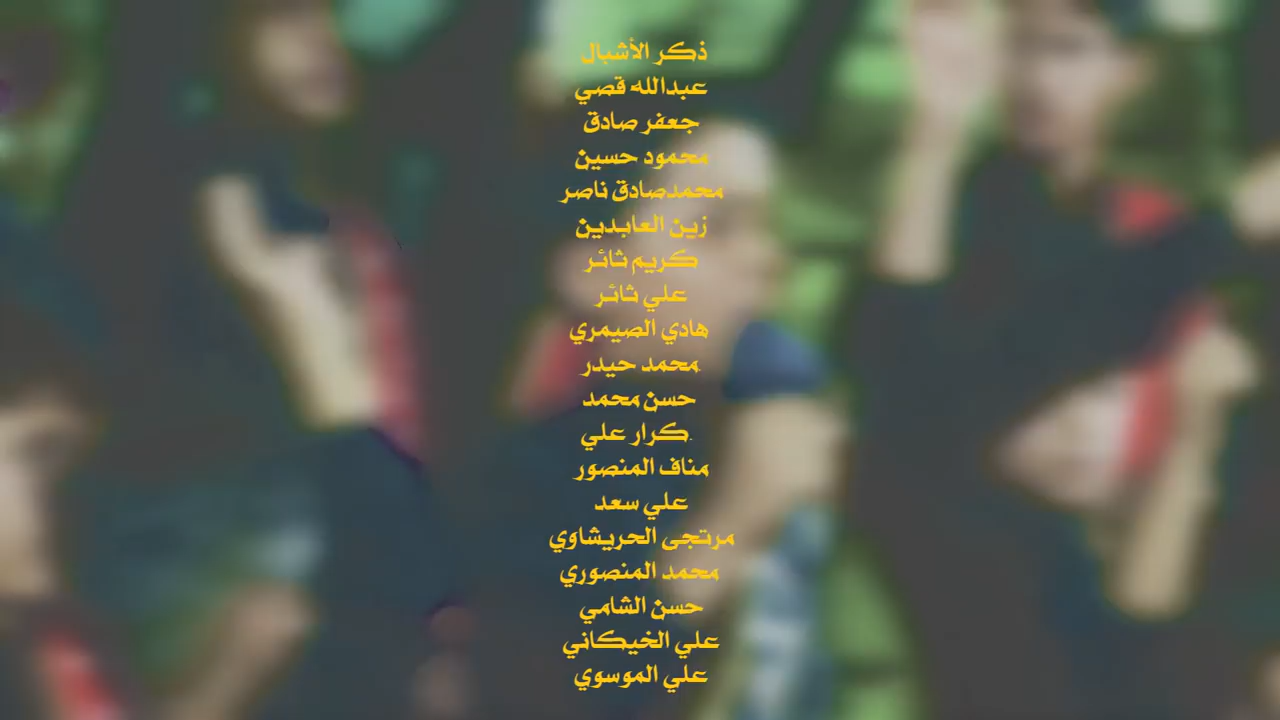 ذكر الأشبال
عبدالله قصي
جعفر صادق
محمود حسين
محمدصادق ناصر
زين العابدين
كريم ثائر
علي ثائر
هادي الصيمري
محمد حيدر
حسن محمد
كرار علي
مناف المنصور
علي سعد
مرتجى الحريشاوي
محمد المنصوري
حسن الشامي
علي الخيكاني
علي الموسوي